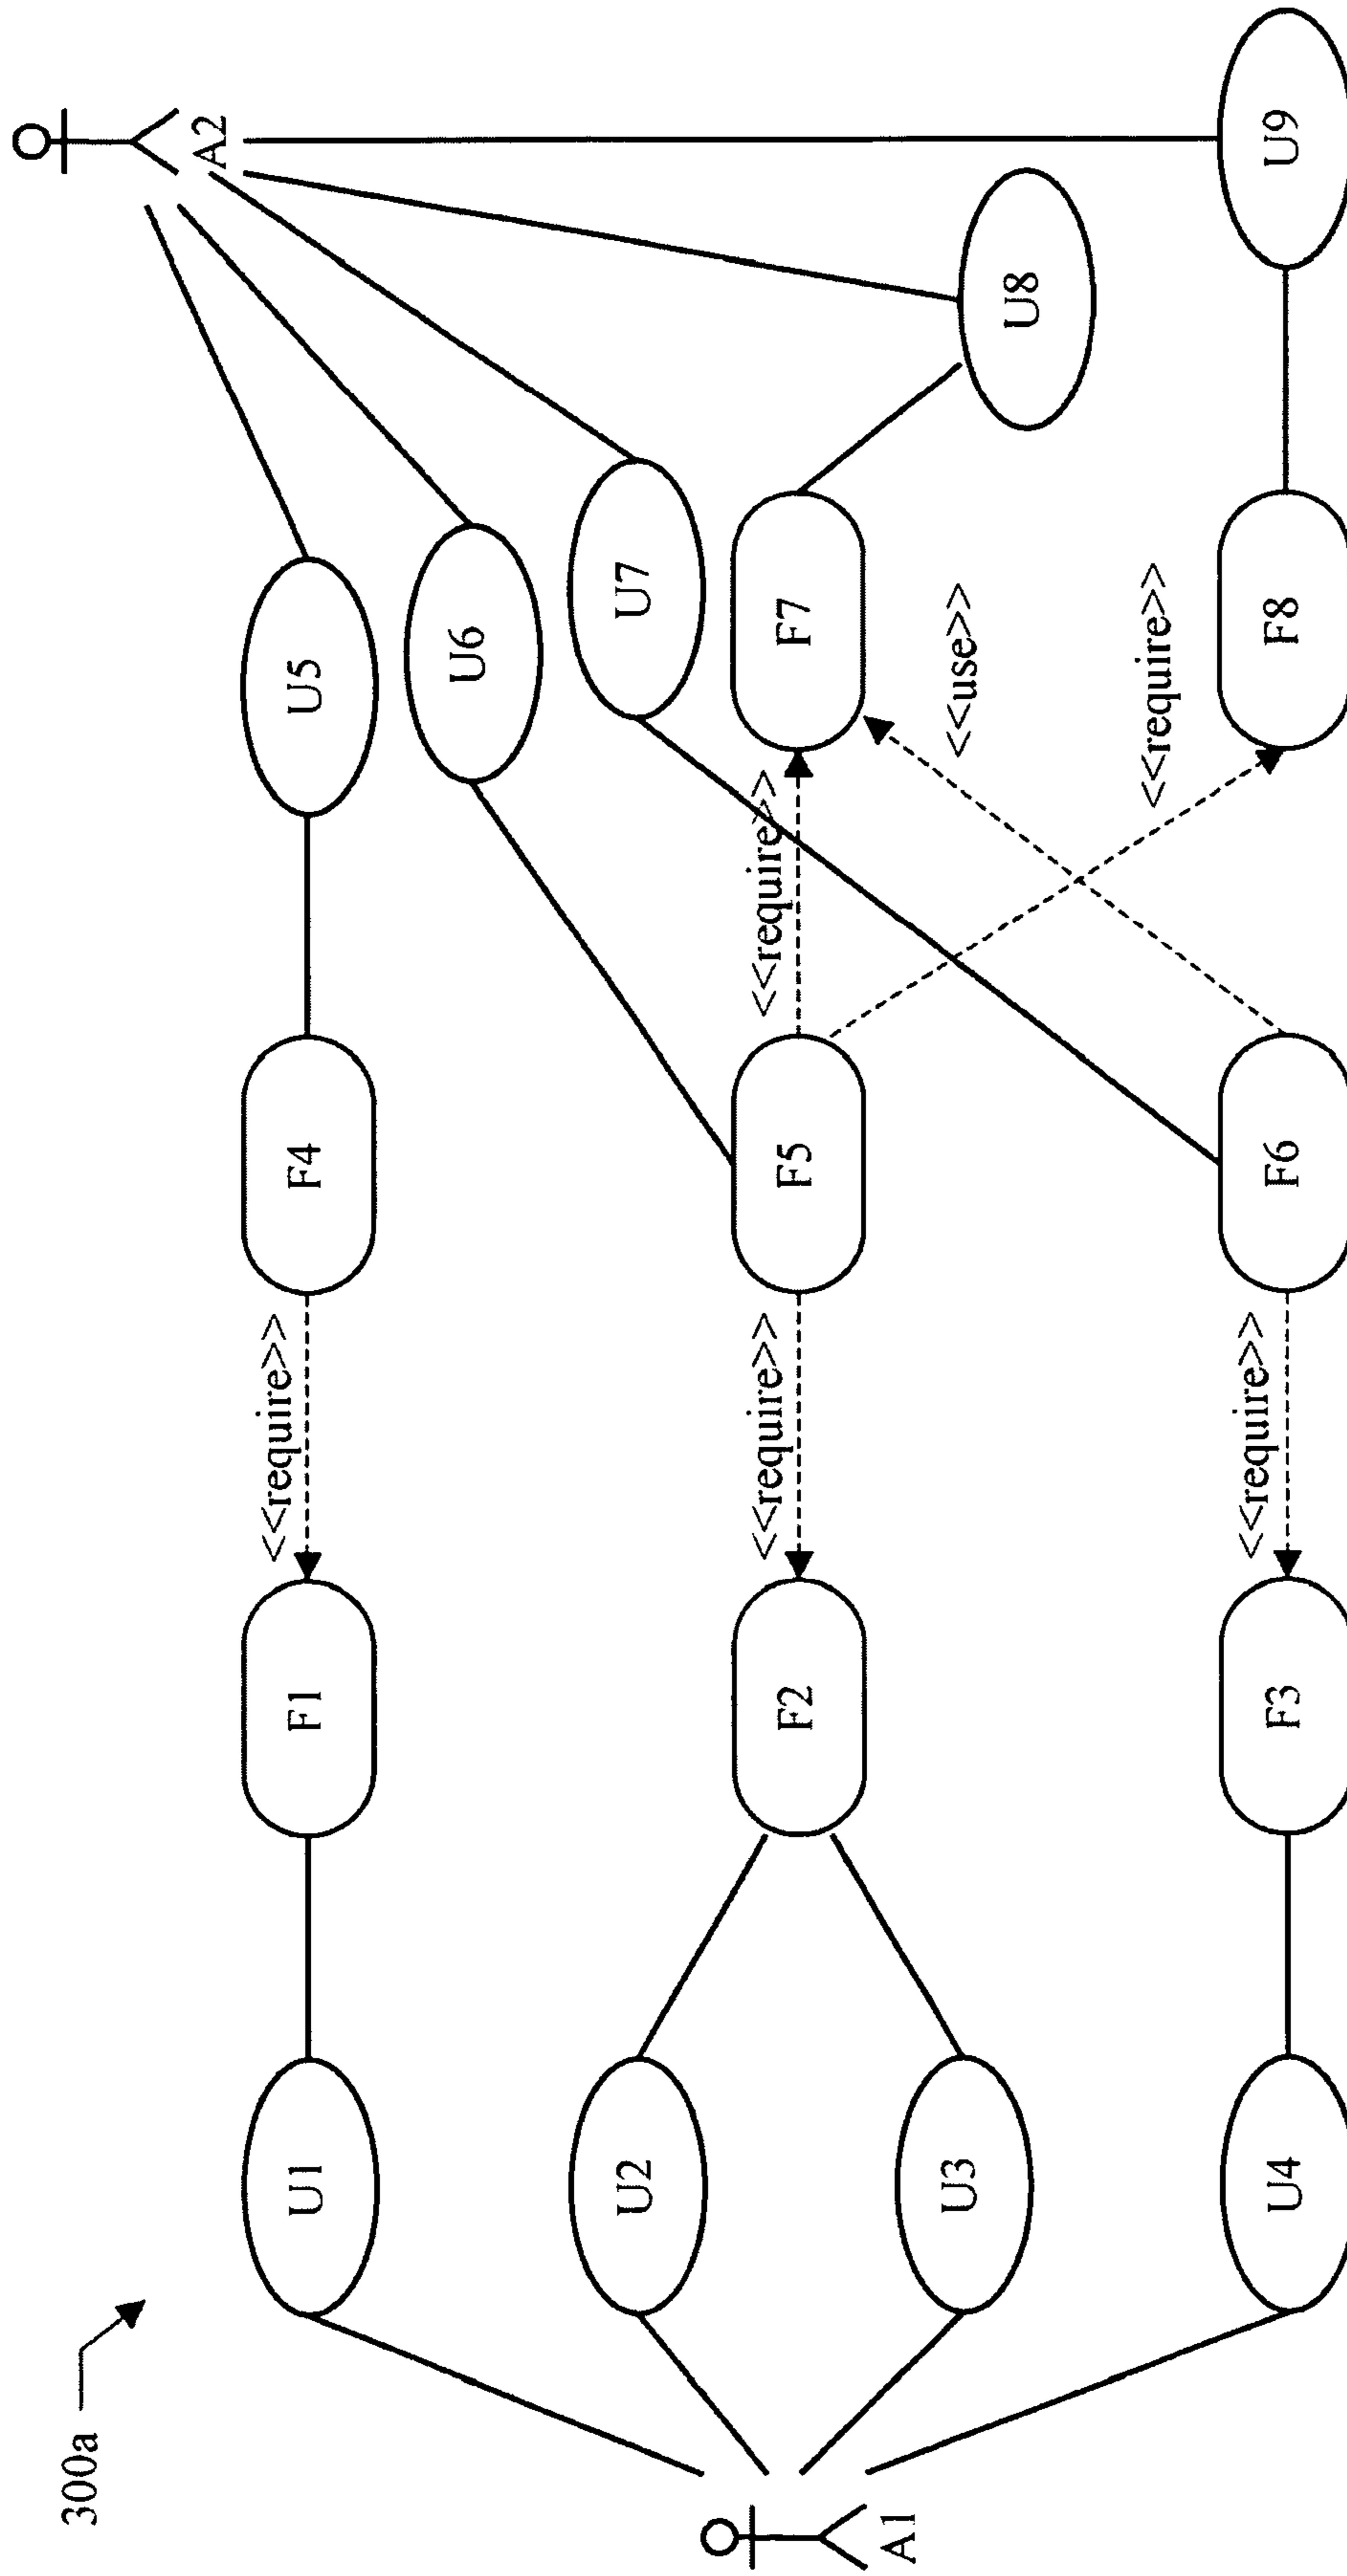 300a
A2
U1
F1
<<require>>
F4
U5
U6
U2
U7
A1
F2
<<require>>
F5
<<require>>
F7
U3
<<use>>
U8
<<require>>
U4
F3
<<require>>
F6
F8
U9